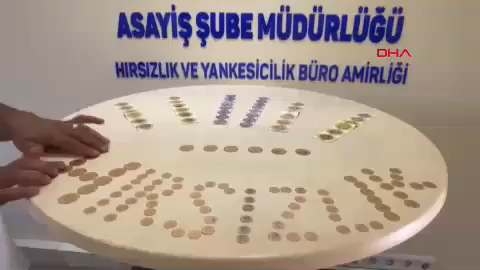 ASAYİŞ ŞUBE MÜDÜRLÜĞÜ
DHA
HIRSIZLIK VE YANKESİCİLİK BÜRO AMİRLİĞİ